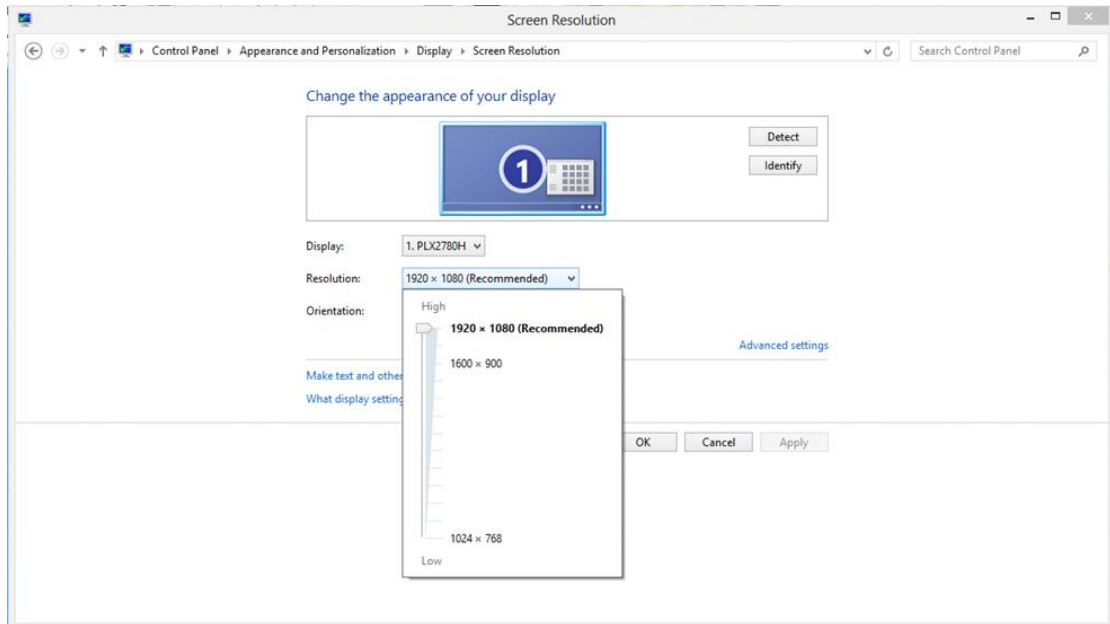 Screen Resolution
Control Panel Appearance and Personalization Display Screen Resolution Search Control Panel
Change the appearance of your display
1
Detect
Identify
Display: 1. PLX2780H
Resolution: 1920 × 1080 (Recommended)
Orientation:
High
1920 × 1080 (Recommended)
1600 × 900
1024 × 768
Low
Advanced settings
Make text and other
What display setting
OK Cancel Apply